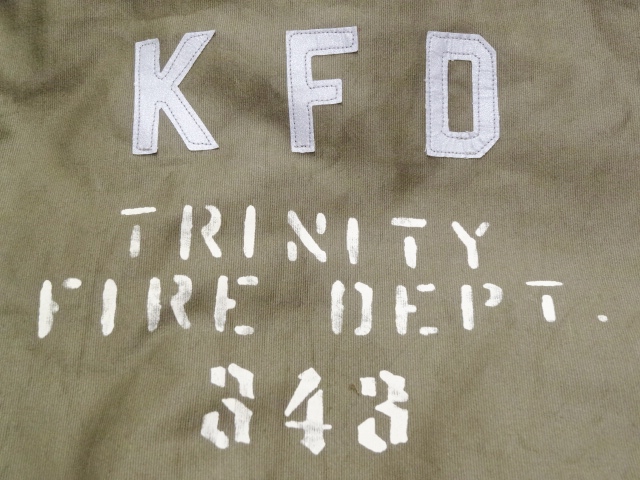 KFD
TRINITY
FIRE DEPT.
343